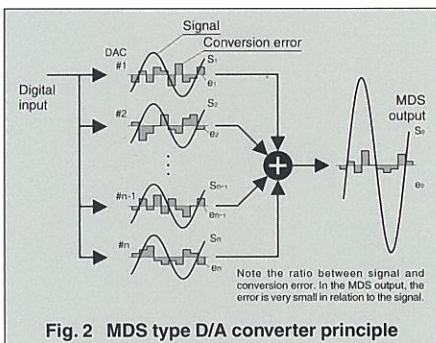 Signal
Conversion error
DAC
#1
S1
e1
Digital
input
#2
S2
e2
#n-1
Sn-1
en-1
#n
Sn
en
MDS
output
S0
e0
Note the ratio between signal and
conversion error. In the MDS output, the
error is very small in relation to the signal.
Fig. 2 MDS type D/A converter principle